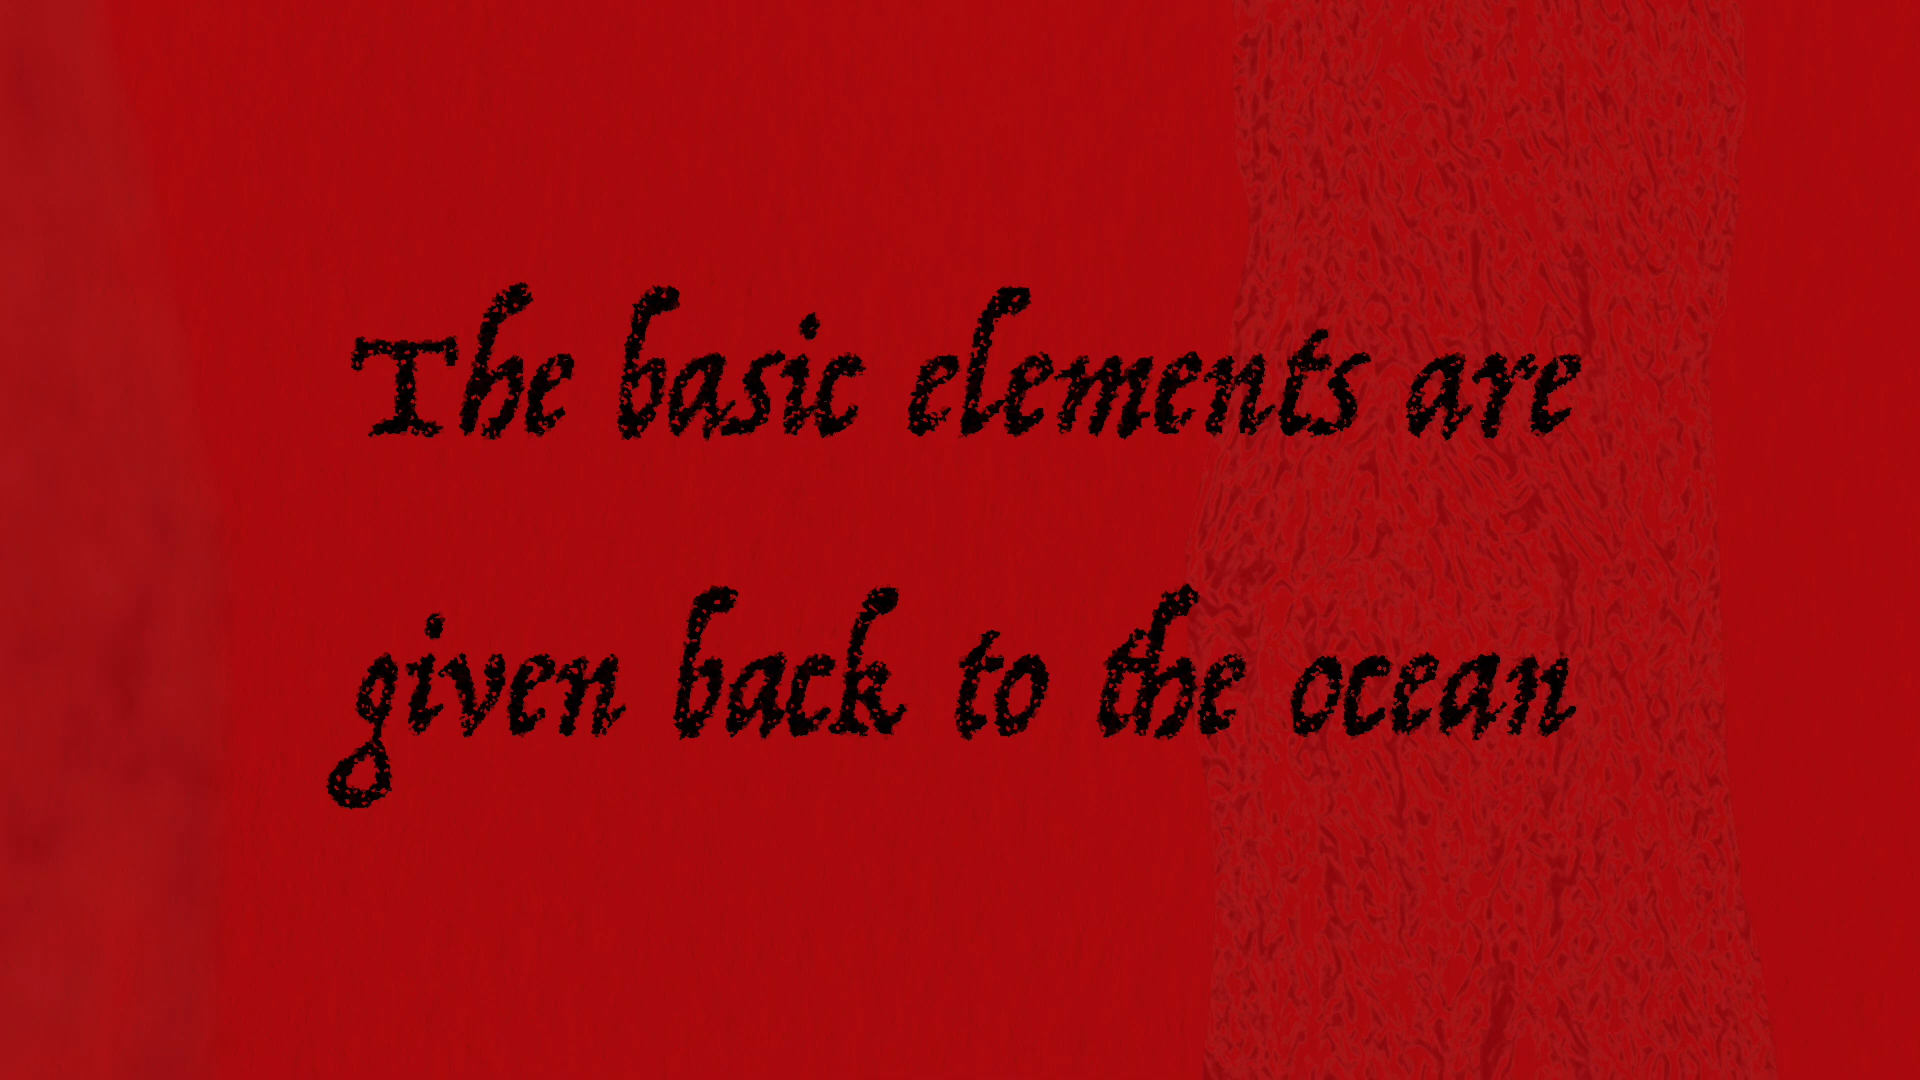 The basic elements are
given back to the ocean